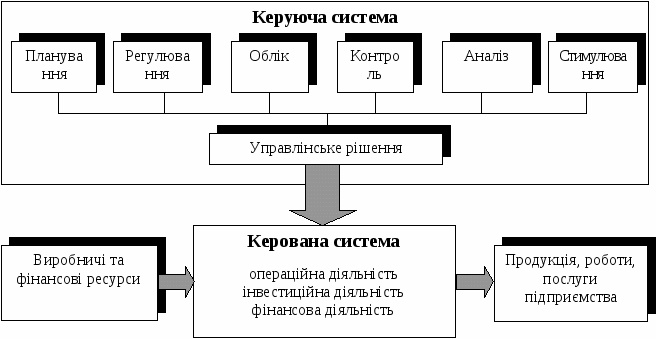 Керуюча система
Планува
ння
Регулюва
ння
Облік
Контро
ль
Аналіз
Стимулюва
ння
Управлінське рішення
Виробничі та
фінансові ресурси
Керована система
операційна діяльність
інвестиційна діяльність
фінансова діяльність
Продукція, роботи,
послуги
підприємства